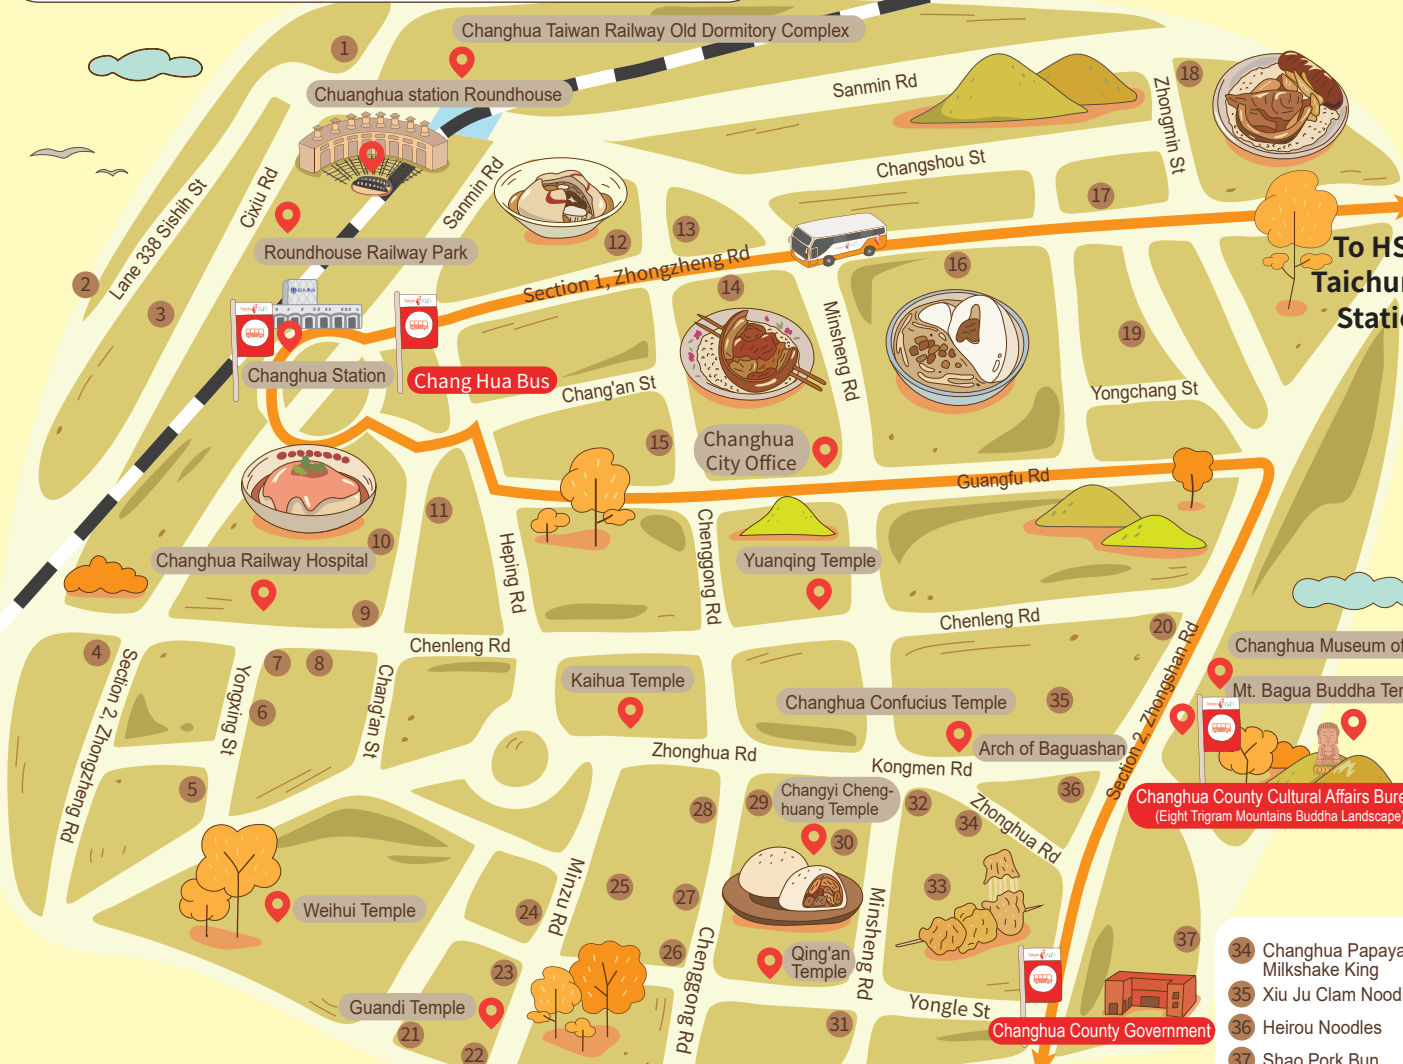 Changhua Taiwan Railway Old Dormitory Complex
1
Chuanghua station Roundhouse
Sanmin Rd
18
Zhongmin St
Changshou St
Cixiu Rd
Sanmin Rd
Lane 338 Sishih St
17
12
13
Roundhouse Railway Park
Section 1, Zhongzheng Rd
To HS
Taichu
Statio
2
3
14
16
Minsheng Rd
19
Changhua Station
Chang Hua Bus
Chang'an St
Yongchang St
15
Changhua
City Office
Guangfu Rd
11
10
Changhua Railway Hospital
Heping Rd
Chenggong Rd
Yuanqing Temple
9
Chenleng Rd
Chenleng Rd
20
4
Section 2, Zhongzheng Rd
Yongxing St
7
8
6
Chang'an St
Kaihua Temple
Changhua Confucius Temple
35
Section 2, Zhongshan Rd
Changhua Museum of
Mt. Bagua Buddha Te
Arch of Baguashan
Zhonghua Rd
Kongmen Rd
5
28
29
Changyi Cheng-
huang Temple
30
32
34
Zhonghua Rd
36
Changhua County Cultural Affairs Bure
(Eight Trigram Mountains Buddha Landscape)
Minzu Rd
25
27
33
Minsheng Rd
Weihui Temple
24
26
Chenggong Rd
37
23
Qing'an
Temple
Guandi Temple
21
22
31
Yongle St
Changhua County Government
34 Changhua Papaya
Milkshake King
35 Xiu Ju Clam Nood
36 Heirou Noodles
37 Shao Pork Bun